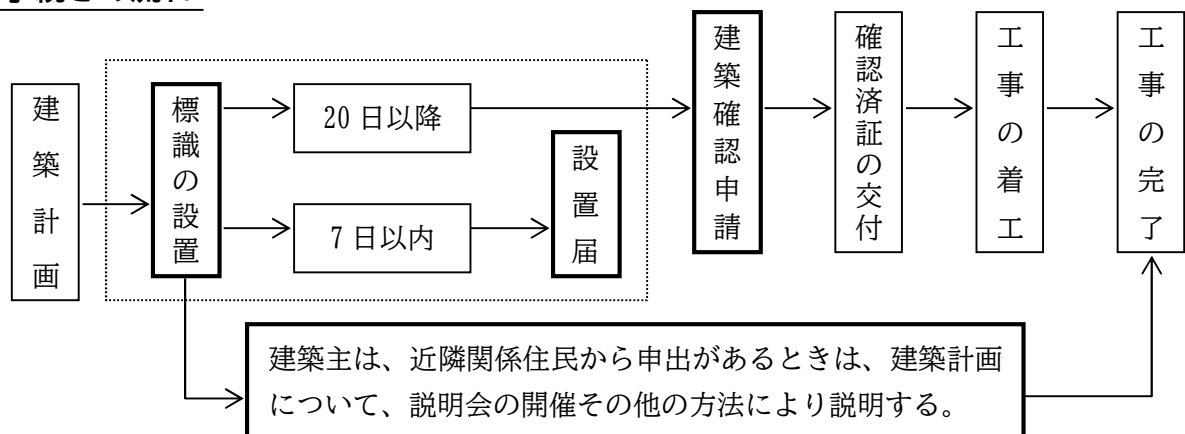 建築計画
標識の設置
20日以降
7日以内
設置届
建築確認申請
確認済証の交付
工事の着工
工事の完了
建築主は、近隣関係住民から申出があるときは、建築計画
について、説明会の開催その他の方法により説明する。